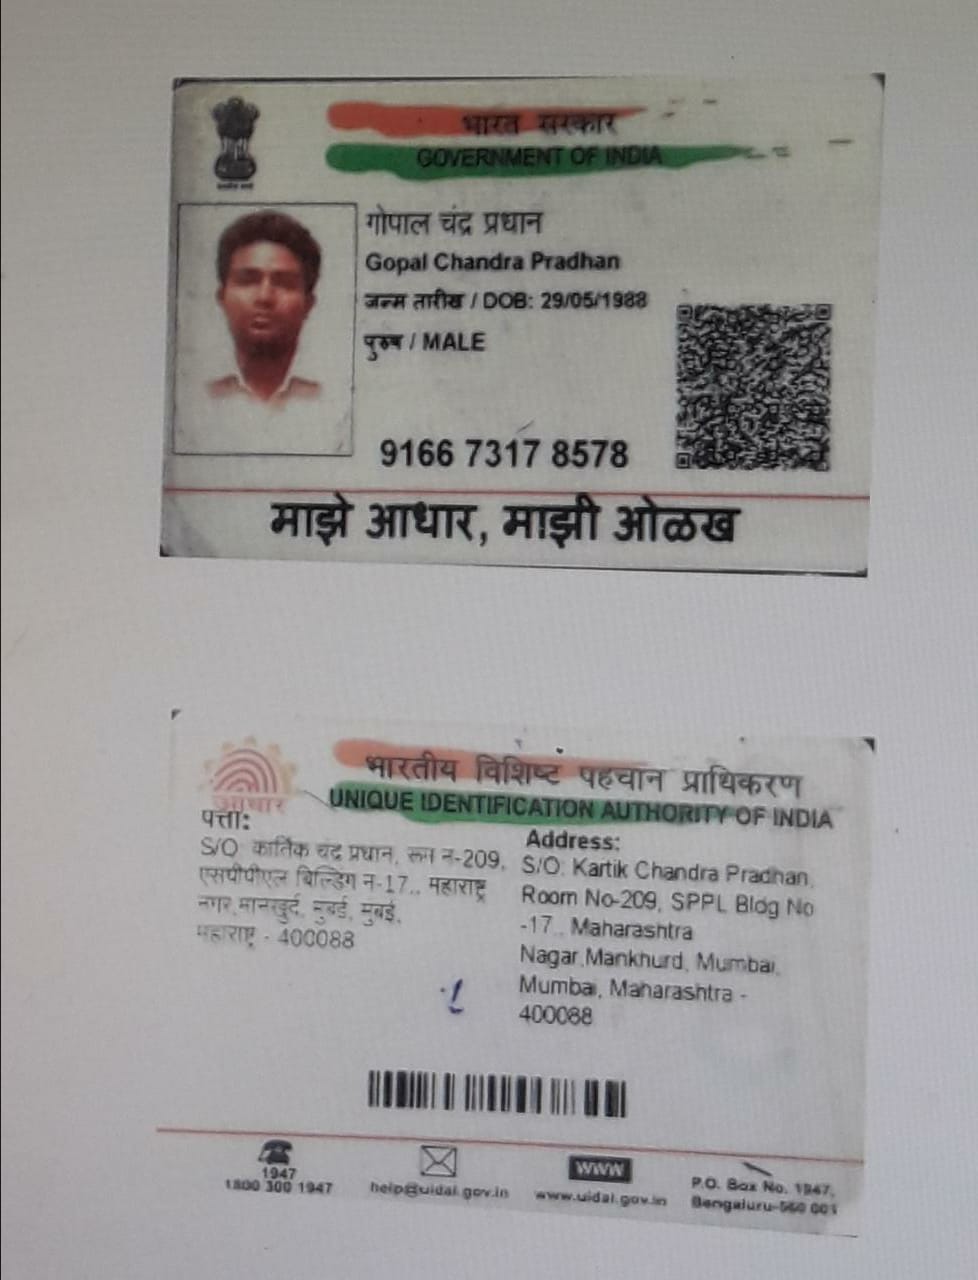 भारत सरकार
GOVERNMENT OF INDIA
गोपाल चंद्र प्रधान
Gopal Chandra Pradhan
जन्म तारीख / DOB: 29/05/1988
पुरुष / MALE
9166 7317 8578
माझे आधार, माझी ओळख
भारतीय विशिष्ट पहचान प्राधिकरण
UNIQUE IDENTIFICATION AUTHORITY OF INDIA
आधार
पत्ता:
S/O कार्तिक चंद्र प्रधान, रूम न-209,
एसपीपीएल बिल्डिंग न-17,, महाराष्ट्र
नगर,मानखुर्द, मुंबई, मुंबई,
महाराष्ट्र - 400088
Address:
S/O: Kartik Chandra Pradhan,
Room No-209, SPPL Bldg No
-17,, Maharashtra
Nagar,Mankhurd, Mumbai,
Mumbai, Maharashtra -
400088
1947
1800 300 1947
help@uidai.gov.in
www
www.uidai.gov.in
P.O. Box No. 1947,
Bengaluru-560 001